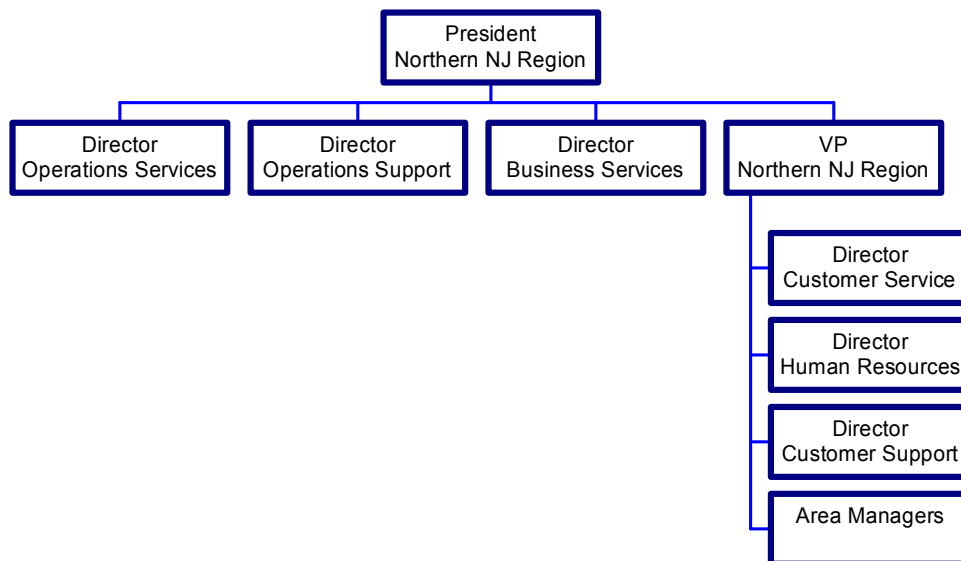 President
Northern NJ Region
Director
Operations Services
Director
Operations Support
Director
Business Services
VP
Northern NJ Region
Director
Customer Service
Director
Human Resources
Director
Customer Support
Area Managers